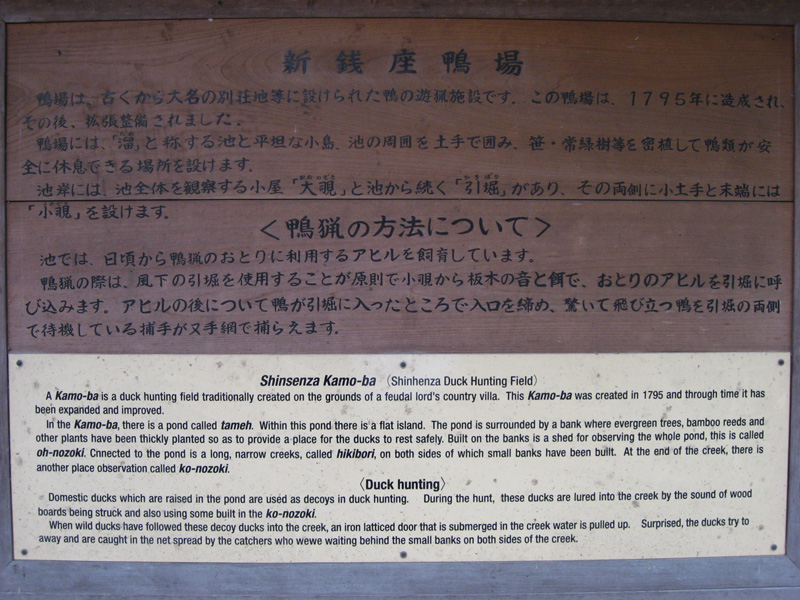 新銭座鴨場
鴨場は、古くから大名の別荘地等に設けられた鴨の遊猟施設です。この鴨場は、1795年に造成され、
その後、拡張整備されました。
鴨場には、「溜」と称する池と平坦な小島、池の周囲を土手で囲み、笹・常緑樹等を密植して鴨類が安
全に休息できる場所を設けます。
池岸には、池全体を観察する小屋「大覗」と池から続く「引堀」があり、その両側に小土手と末端には
「小覗」を設けます。
＜鴨猟の方法について＞
池では、日頃から鴨猟のおとりに利用するアヒルを飼育しています。
鴨猟の際は、風下の引堀を使用することが原則で小覗から板木の音と餌で、おとりのアヒルを引堀に呼
び込みます。アヒルの後について鴨が引堀に入ったところで入口を締め、驚いて飛び立つ鴨を引堀の両側
で待機している捕手が叉手網で捕らえます。
Shinsenza Kamo-ba 〈Shinhenza Duck Hunting Field〉
A Kamo-ba is a duck hunting field traditionally created on the grounds of a feudal lord's country villa. This Kamo-ba was created in 1795 and through time it has
been expanded and improved.
In the Kamo-ba, there is a pond called tameh. Within this pond there is a flat island. The pond is surrounded by a bank where evergreen trees, bamboo reeds and
other plants have been thickly planted so as to provide a place for the ducks to rest safely. Built on the banks is a shed for observing the whole pond, this is called
oh-nozoki. Cnnected to the pond is a long, narrow creeks, called hikibori, on both sides of which small banks have been built. At the end of the creek, there is
another place observation called ko-nozoki.
〈Duck hunting〉
Domestic ducks which are raised in the pond are used as decoys in duck hunting. During the hunt, these ducks are lured into the creek by the sound of wood
boards being struck and also using some built in the ko-nozoki.
When wild ducks have followed these decoy ducks into the creek, an iron latticed door that is submerged in the creek water is pulled up. Surprised, the ducks try to
away and are caught in the net spread by the catchers who wewe waiting behind the small banks on both sides of the creek.